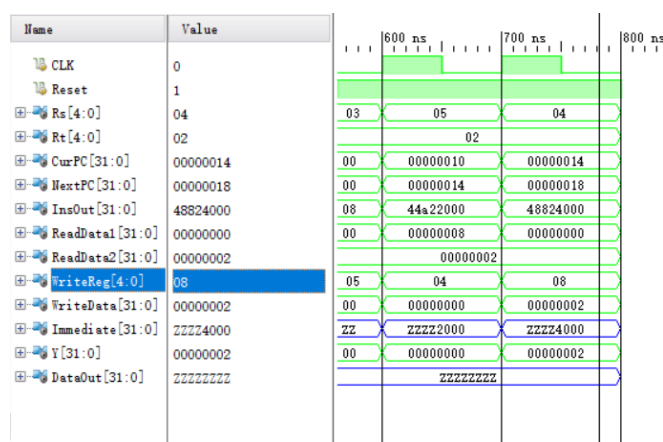 Name Value 600 ns 700 ns 800 ns
CLK 0
Reset 1
Rs[4:0] 04 03 05 04
Rt[4:0] 02 02
CurPC[31:0] 00000014 00 00000010 00000014
NextPC[31:0] 00000018 00 00000014 00000018
InsOut[31:0] 48824000 08 44a22000 48824000
ReadData1[31:0] 00000000 00 00000008 00000000
ReadData2[31:0] 00000002 00000002
WriteReg[4:0] 08 05 04 08
WriteData[31:0] 00000002 00 00000000 00000002
Immediate[31:0] ZZZZ4000 ZZ ZZZZ2000 ZZZZ4000
Y[31:0] 00000002 00 00000000 00000002
DataOut[31:0] ZZZZZZZZ ZZZZZZZZ